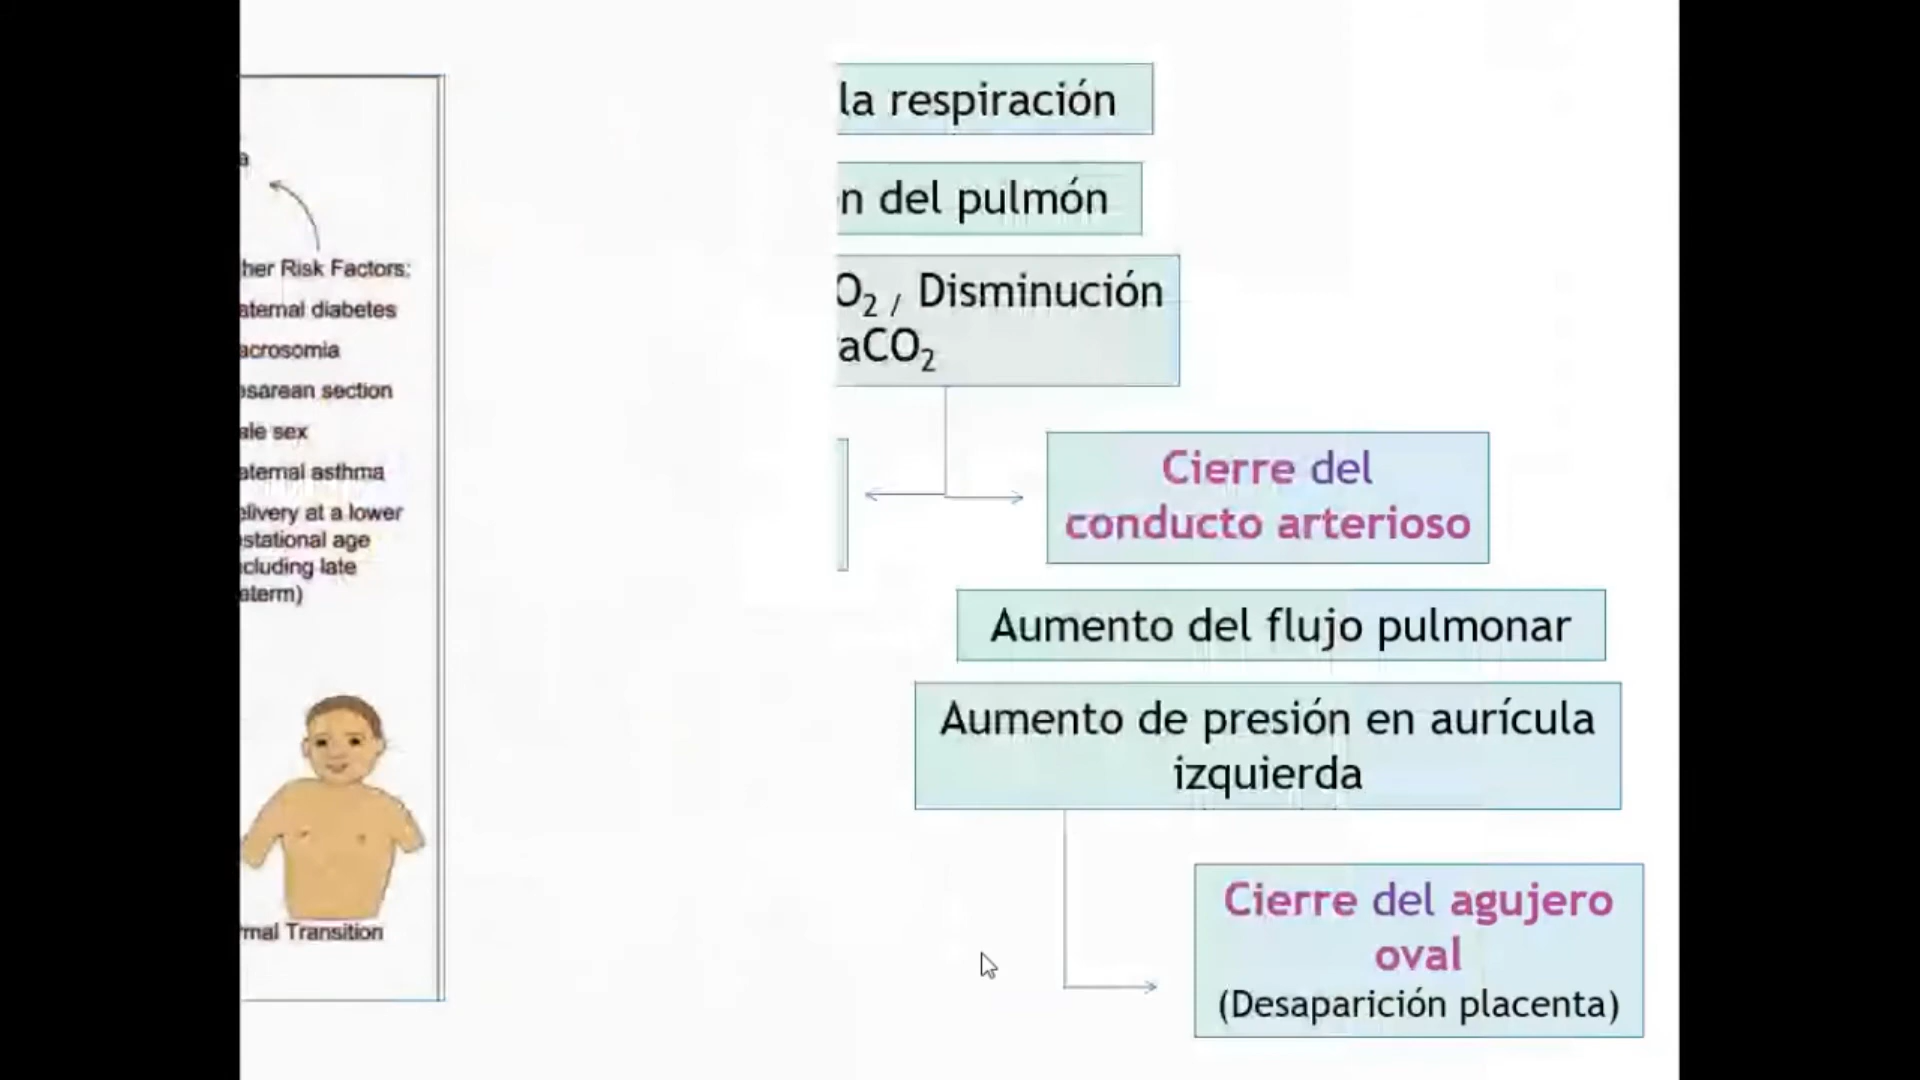 her Risk Factors:
aternal diabetes
acrosomia
esarean section
ale sex
aternal asthma
elivery at a lower
estational age
cluding late
eterm)
rmal Transition
la respiración
n del pulmón
O₂ / Disminución
aCO₂
Cierre del
conducto arterioso
Aumento del flujo pulmonar
Aumento de presión en aurícula
izquierda
Cierre del agujero
oval
(Desaparición placenta)